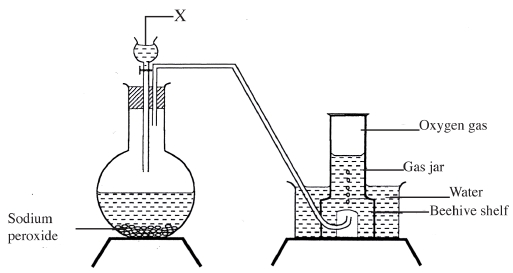 X
Oxygen gas
Gas jar
Water
Beehive shelf
Sodium
peroxide